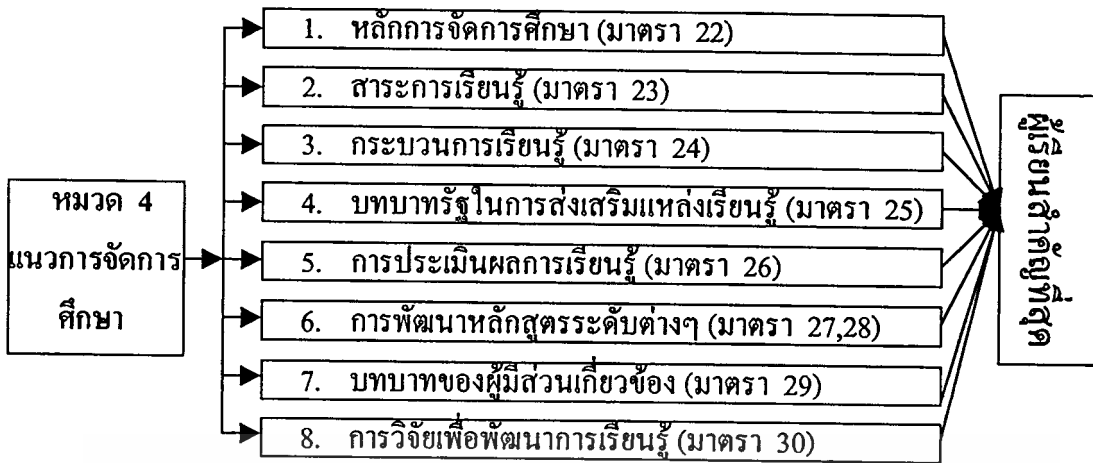 หมวด 4
แนวการจัดการ
ศึกษา
1. หลักการจัดการศึกษา (มาตรา 22)
2. สาระการเรียนรู้ (มาตรา 23)
3. กระบวนการเรียนรู้ (มาตรา 24)
4. บทบาทรัฐในการส่งเสริมแหล่งเรียนรู้ (มาตรา 25)
5. การประเมินผลการเรียนรู้ (มาตรา 26)
6. การพัฒนาหลักสูตรระดับต่างๆ (มาตรา 27,28)
7. บทบาทของผู้มีส่วนเกี่ยวข้อง (มาตรา 29)
8. การวิจัยเพื่อพัฒนาการเรียนรู้ (มาตรา 30)
ผู้เรียนสำคัญที่สุด